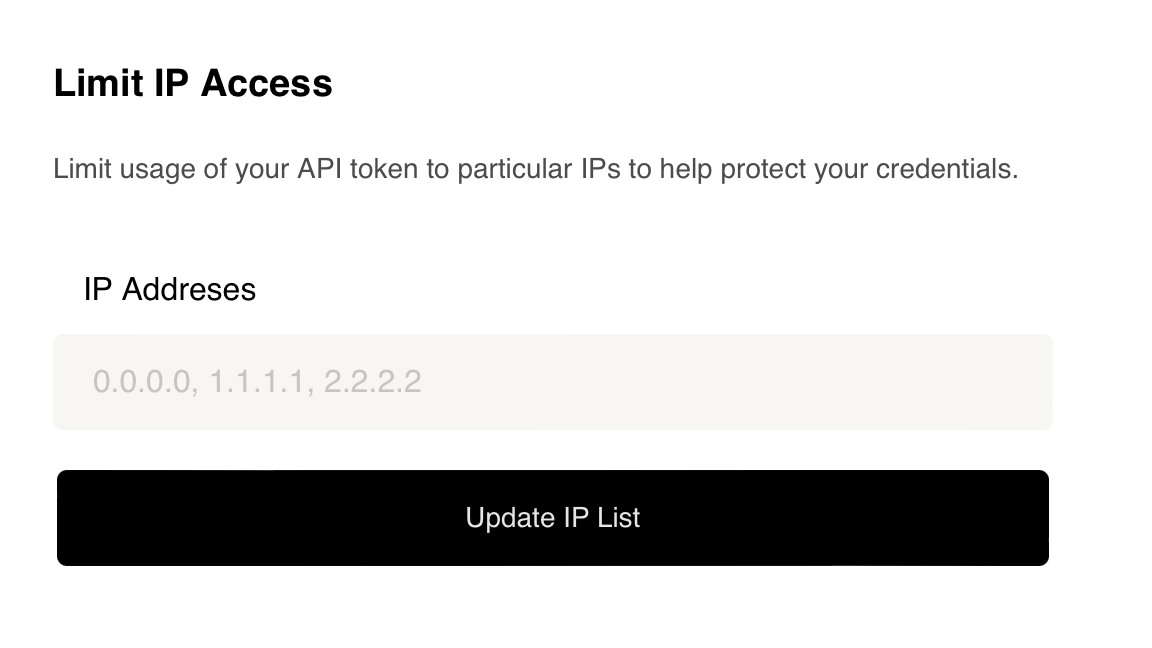 Limit IP Access
Limit usage of your API token to particular IPs to help protect your credentials.
IP Addreses
0.0.0.0, 1.1.1.1, 2.2.2.2
Update IP List